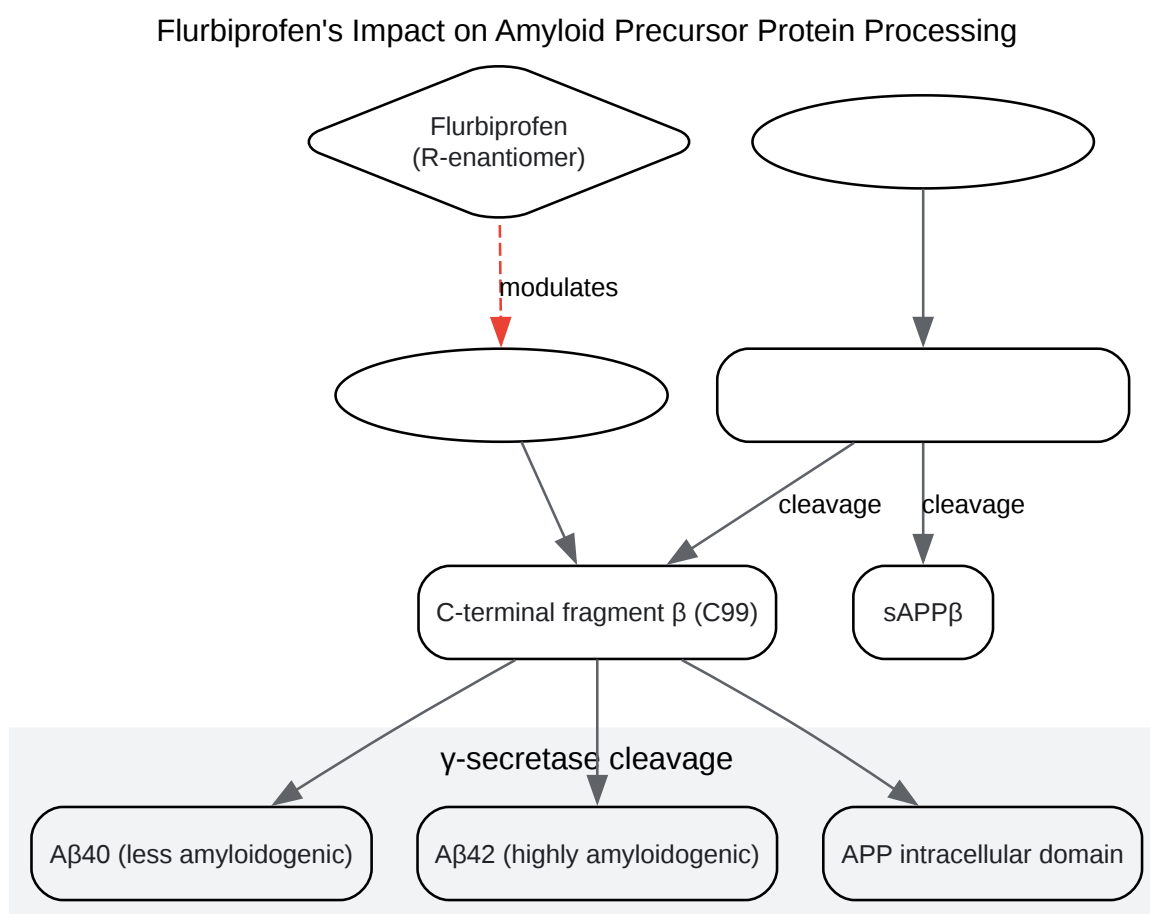 Flurbiprofen's Impact on Amyloid Precursor Protein Processing
Flurbiprofen
(R-enantiomer)
modulates
cleavage
cleavage
C-terminal fragment β (C99)
sAPPβ
γ-secretase cleavage
Aβ40 (less amyloidogenic)
Aβ42 (highly amyloidogenic)
APP intracellular domain